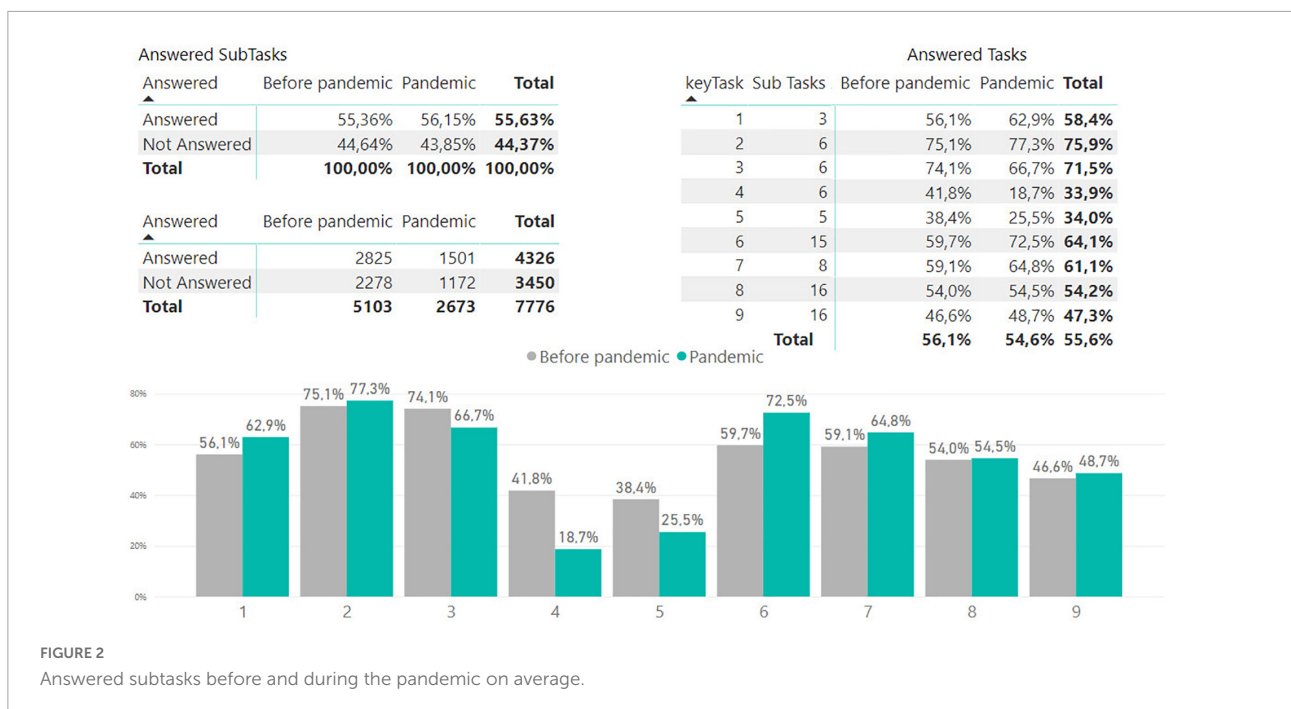 Answered SubTasks
Answered Before pandemic Pandemic Total
Answered 55,36% 56,15% 55,63%
Not Answered 44,64% 43,85% 44,37%
Total 100,00% 100,00% 100,00%
Answered Before pandemic Pandemic Total
Answered 2825 1501 4326
Not Answered 2278 1172 3450
Total 5103 2673 7776
Answered Tasks
keyTask Sub Tasks Before pandemic Pandemic Total
1 3 56,1% 62,9% 58,4%
2 6 75,1% 77,3% 75,9%
3 6 74,1% 66,7% 71,5%
4 6 41,8% 18,7% 33,9%
5 5 38,4% 25,5% 34,0%
6 15 59,7% 72,5% 64,1%
7 8 59,1% 64,8% 61,1%
8 16 54,0% 54,5% 54,2%
9 16 46,6% 48,7% 47,3%
Total 56,1% 54,6% 55,6%
Before pandemic Pandemic
80%
60%
40%
20%
0%
56,1% 62,9% 75,1% 77,3% 74,1% 66,7% 41,8% 18,7% 38,4% 25,5% 59,7% 72,5% 59,1% 64,8% 54,0% 54,5% 46,6% 48,7%
1 2 3 4 5 6 7 8 9
FIGURE 2
Answered subtasks before and during the pandemic on average.